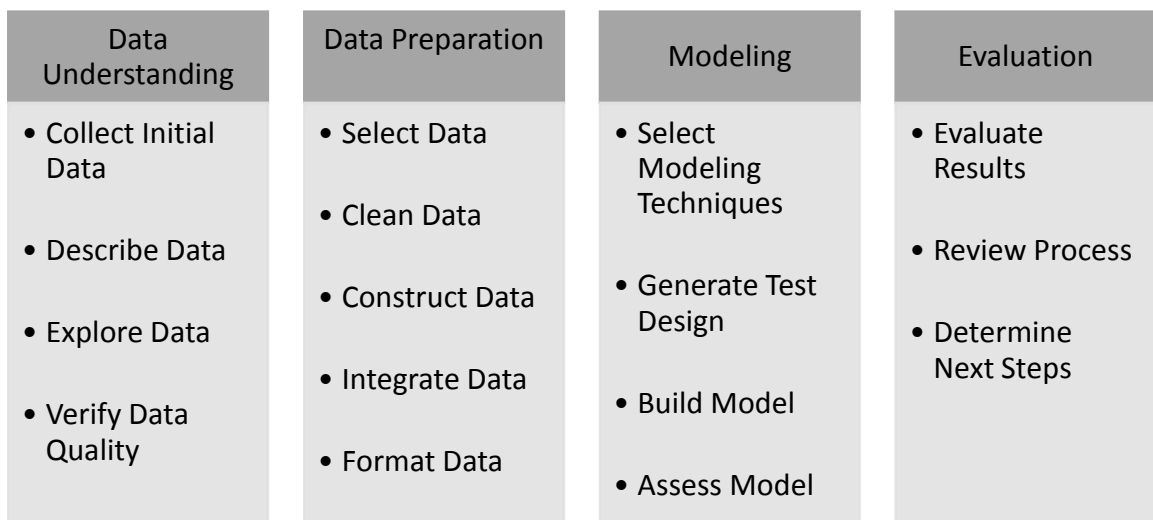 Data
Understanding
• Collect Initial
Data
• Describe Data
• Explore Data
• Verify Data
Quality
Data Preparation
• Select Data
• Clean Data
• Construct Data
• Integrate Data
• Format Data
Modeling
• Select
Modeling
Techniques
• Generate Test
Design
• Build Model
• Assess Model
Evaluation
• Evaluate
Results
• Review Process
• Determine
Next Steps